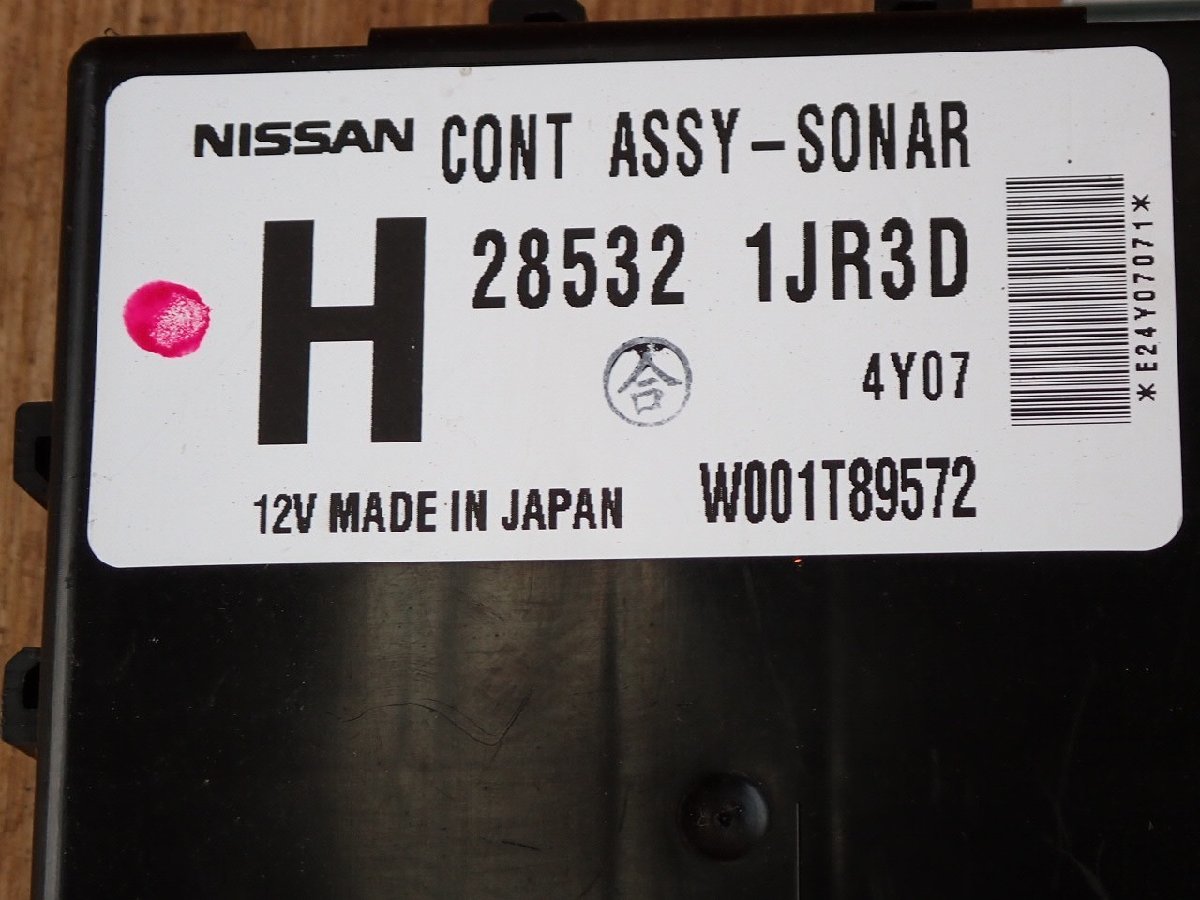 NISSAN CONT ASSY-SONAR
H
28532 1JR3D
合
4Y07
12V MADE IN JAPAN
W001T89572
*E24Y07071*